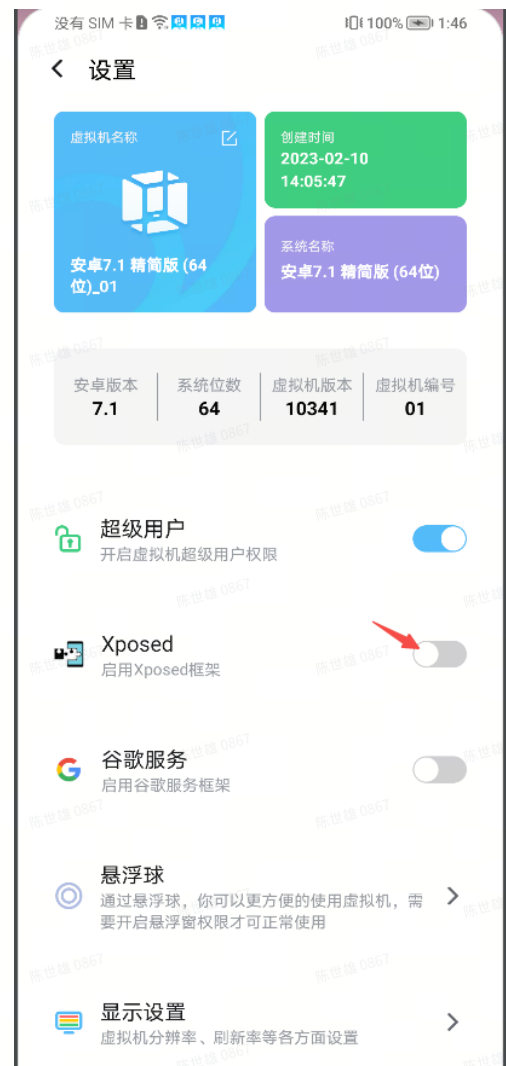 没有 SIM 卡 100% 1:46
设置
虚拟机名称
安卓7.1 精简版 (64
位)_01
创建时间
2023-02-10
14:05:47
系统名称
安卓7.1 精简版 (64位)
安卓版本 系统位数 虚拟机版本 虚拟机编号
7.1 64 10341 01
超级用户
开启虚拟机超级用户权限
Xposed
启用Xposed框架
谷歌服务
启用谷歌服务框架
悬浮球
通过悬浮球，你可以更方便的使用虚拟机，需
要开启悬浮窗权限才可正常使用
显示设置
虚拟机分辨率、刷新率等各方面设置
陈世雄 0867